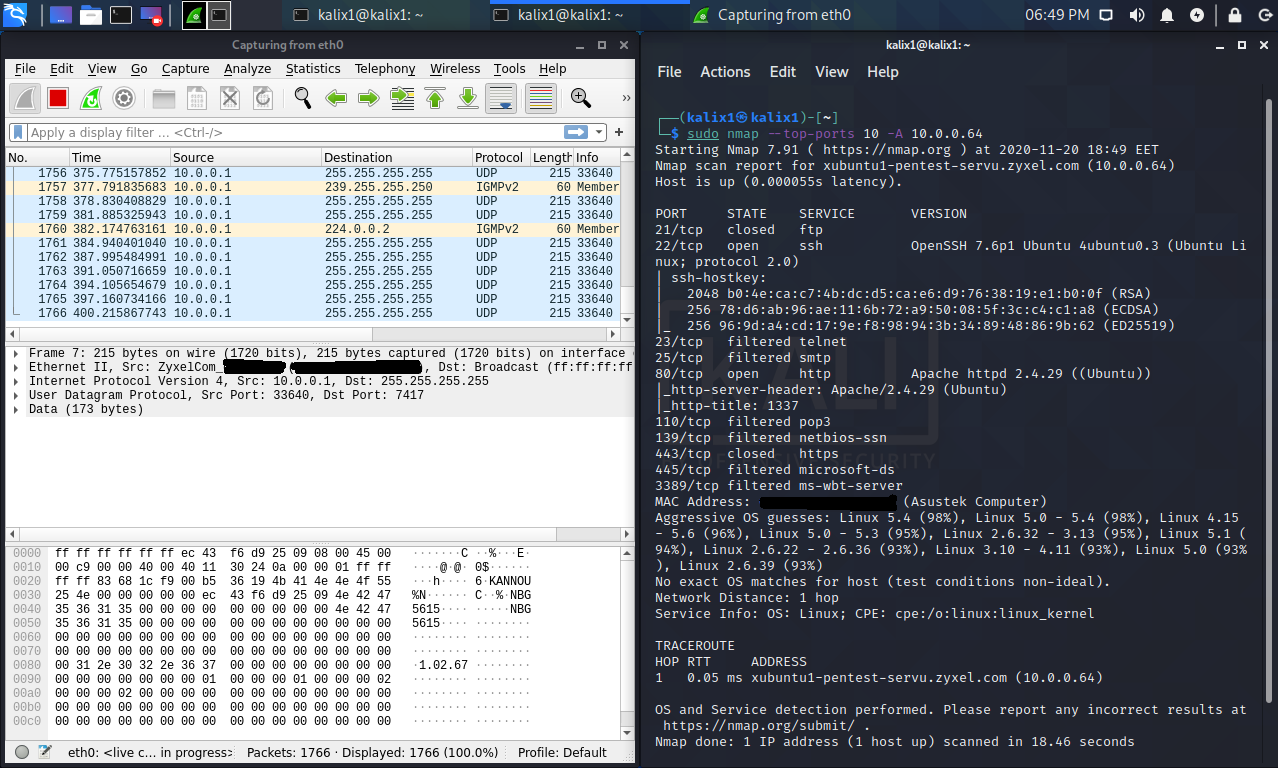 kalix1@kalix1: ~
kalix1@kalix1: ~
Capturing from eth0
06:49 PM
Capturing from eth0
File Edit View Go Capture Analyze Statistics Telephony Wireless Tools Help
Apply a display filter … <Ctrl-/>
No. Time Source Destination Protocol Length Info
1756 375.775157852 10.0.0.1 255.255.255.255 UDP 215 33640
1757 377.791835683 10.0.0.1 239.255.255.250 IGMPv2 60 Member
1758 378.830408829 10.0.0.1 255.255.255.255 UDP 215 33640
1759 381.885325943 10.0.0.1 255.255.255.255 UDP 215 33640
1760 382.174763161 10.0.0.1 224.0.0.2 IGMPv2 60 Member
1761 384.940401040 10.0.0.1 255.255.255.255 UDP 215 33640
1762 387.995484991 10.0.0.1 255.255.255.255 UDP 215 33640
1763 391.050716659 10.0.0.1 255.255.255.255 UDP 215 33640
1764 394.105654679 10.0.0.1 255.255.255.255 UDP 215 33640
1765 397.160734166 10.0.0.1 255.255.255.255 UDP 215 33640
1766 400.215867743 10.0.0.1 255.255.255.255 UDP 215 33640
Frame 7: 215 bytes on wire (1720 bits), 215 bytes captured (1720 bits) on interface
Ethernet II, Src: ZyxelCom_ ( , Dst: Broadcast (ff:ff:ff:ff
Internet Protocol Version 4, Src: 10.0.0.1, Dst: 255.255.255.255
User Datagram Protocol, Src Port: 33640, Dst Port: 7417
Data (173 bytes)
0000 ff ff ff ff ff ff ec 43 f6 d9 25 09 08 00 45 00 ·······C ··%···E·
0010 00 c9 00 00 40 00 40 11 30 24 0a 00 00 01 ff ff ····@·@· 0$······
0020 ff ff 83 68 1c f9 00 b5 36 19 4b 41 4e 4e 4f 55 ···h···· 6·KANNOU
0030 25 4e 00 00 00 00 00 ec 43 f6 d9 25 09 4e 42 47 %N······ C··%·NBG
0040 35 36 31 35 00 00 00 00 00 00 00 00 00 4e 42 47 5615···· ·····NBG
0050 35 36 31 35 00 00 00 00 00 00 00 00 00 00 00 00 5615···· ········
0060 00 00 00 00 00 00 00 00 00 00 00 00 00 00 00 00 ········ ········
0070 00 00 00 00 00 00 00 00 00 00 00 00 00 00 00 00 ········ ········
0080 00 31 2e 30 32 2e 36 37 00 00 00 00 00 00 00 00 ·1.02.67 ········
0090 00 00 00 00 00 00 00 01 00 00 00 01 00 00 00 02 ········ ········
00a0 00 00 00 02 00 00 00 00 00 00 00 00 00 00 00 00 ········ ········
00b0 00 00 00 00 00 00 00 00 00 00 00 00 00 00 00 00 ········ ········
00c0 00 00 00 00 00 00 00 00 00 00 00 00 00 00 00 00 ········ ········
eth0: <live c… in progress> Packets: 1766 · Displayed: 1766 (100.0%) Profile: Default
kalix1@kalix1: ~
File Actions Edit View Help
┌──(kalix1㉿kalix1)-[~]
└─$ sudo nmap --top-ports 10 -A 10.0.0.64
Starting Nmap 7.91 ( https://nmap.org ) at 2020-11-20 18:49 EET
Nmap scan report for xubuntu1-pentest-servu.zyxel.com (10.0.0.64)
Host is up (0.000055s latency).
PORT STATE SERVICE VERSION
21/tcp closed ftp
22/tcp open ssh OpenSSH 7.6p1 Ubuntu 4ubuntu0.3 (Ubuntu Li
nux; protocol 2.0)
| ssh-hostkey:
| 2048 b0:4e:ca:c7:4b:dc:d5:ca:e6:d9:76:38:19:e1:b0:0f (RSA)
| 256 78:d6:ab:96:ae:11:6b:72:a9:50:08:5f:3c:c4:c1:a8 (ECDSA)
|_ 256 96:9d:a4:cd:17:9e:f8:98:94:3b:34:89:48:86:9b:62 (ED25519)
23/tcp filtered telnet
25/tcp filtered smtp
80/tcp open http Apache httpd 2.4.29 ((Ubuntu))
|_http-server-header: Apache/2.4.29 (Ubuntu)
|_http-title: 1337
110/tcp filtered pop3
139/tcp filtered netbios-ssn
443/tcp closed https
445/tcp filtered microsoft-ds
3389/tcp filtered ms-wbt-server
MAC Address: (Asustek Computer)
Aggressive OS guesses: Linux 5.4 (98%), Linux 5.0 - 5.4 (98%), Linux 4.15
- 5.6 (96%), Linux 5.0 - 5.3 (95%), Linux 2.6.32 - 3.13 (95%), Linux 5.1 (
94%), Linux 2.6.22 - 2.6.36 (93%), Linux 3.10 - 4.11 (93%), Linux 5.0 (93%
), Linux 2.6.39 (93%)
No exact OS matches for host (test conditions non-ideal).
Network Distance: 1 hop
Service Info: OS: Linux; CPE: cpe:/o:linux:linux_kernel
TRACEROUTE
HOP RTT ADDRESS
1 0.05 ms xubuntu1-pentest-servu.zyxel.com (10.0.0.64)
OS and Service detection performed. Please report any incorrect results at
https://nmap.org/submit/ .
Nmap done: 1 IP address (1 host up) scanned in 18.46 seconds